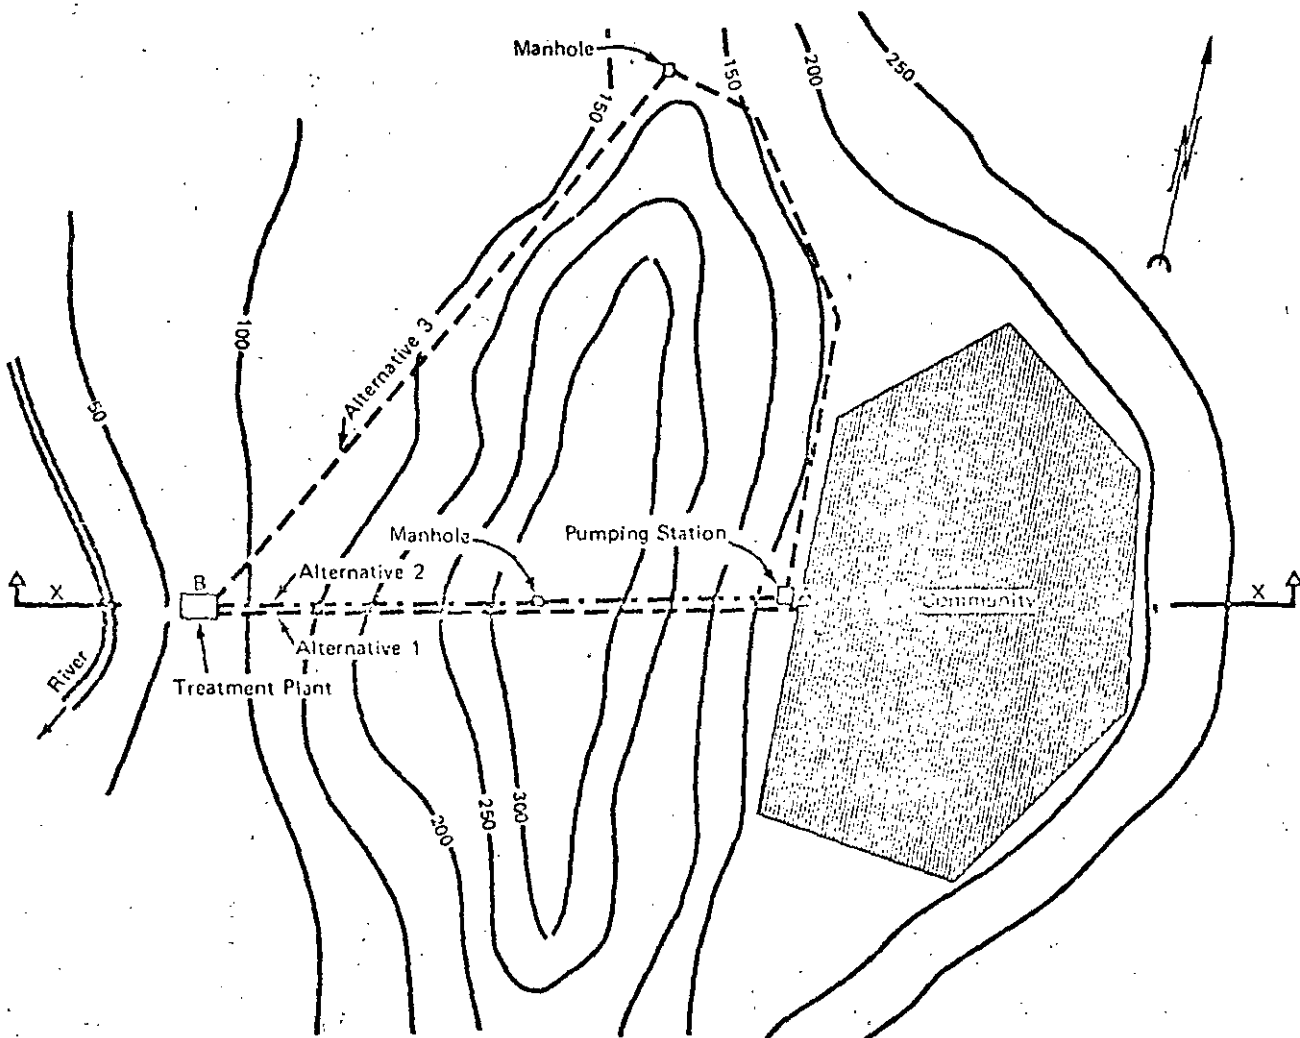 Manhole
150
150
200
250
N
100
Alternative 3
50
Manhole
Pumping Station
B
Alternative 2
X
Community
X
Alternative 1
River
Treatment Plant
200
250
300